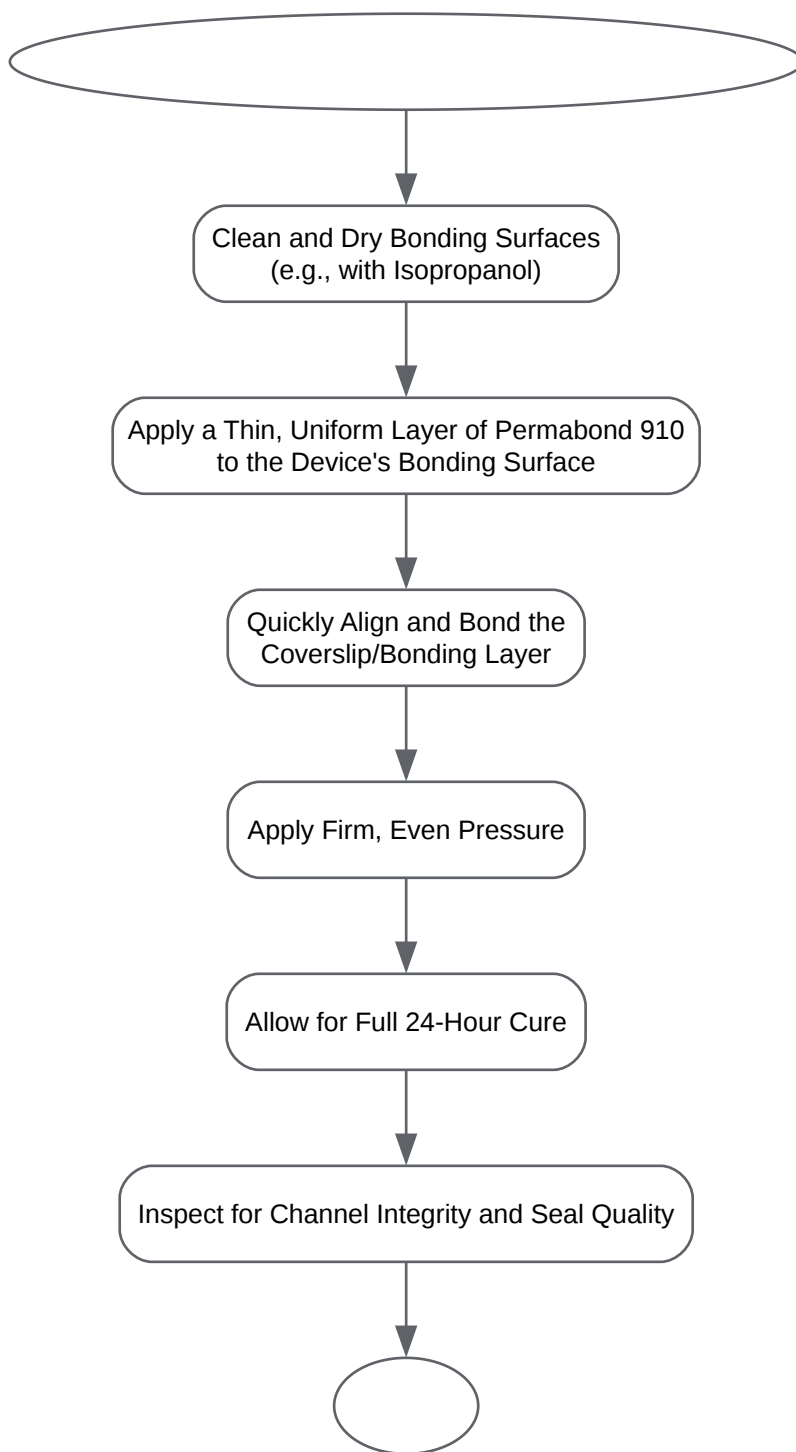 Clean and Dry Bonding Surfaces
(e.g., with Isopropanol)
Apply a Thin, Uniform Layer of Permabond 910
to the Device's Bonding Surface
Quickly Align and Bond the
Coverslip/Bonding Layer
Apply Firm, Even Pressure
Allow for Full 24-Hour Cure
Inspect for Channel Integrity and Seal Quality